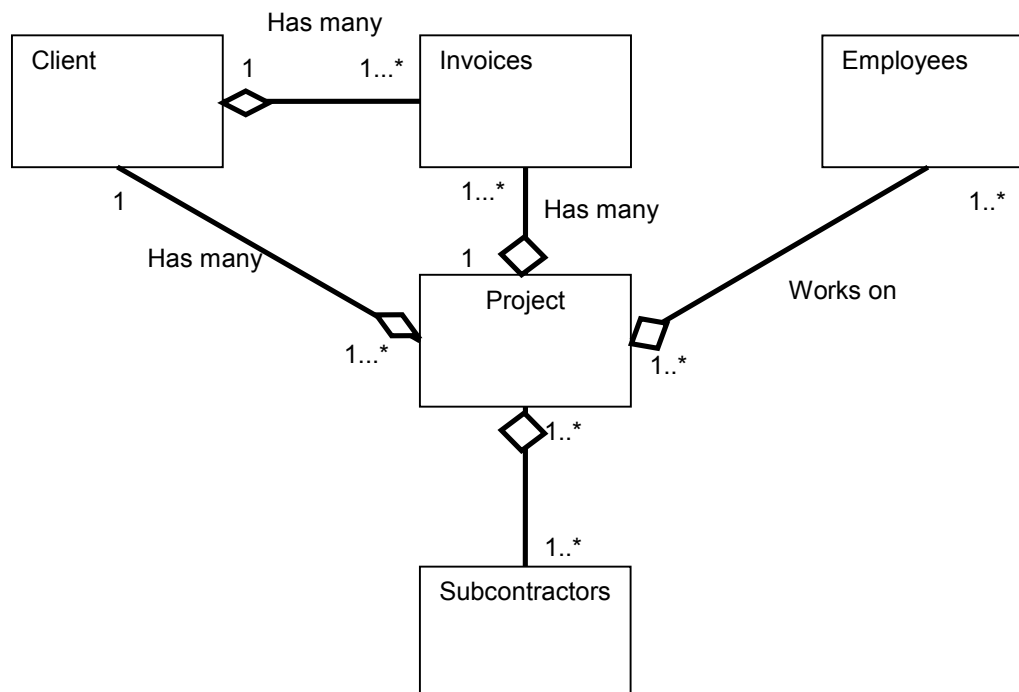 Has many
Client
1
1...*
Invoices
Employees
1
1...*
Has many
1..*
Has many
1
Project
Works on
1...*
1..*
1..*
1..*
Subcontractors